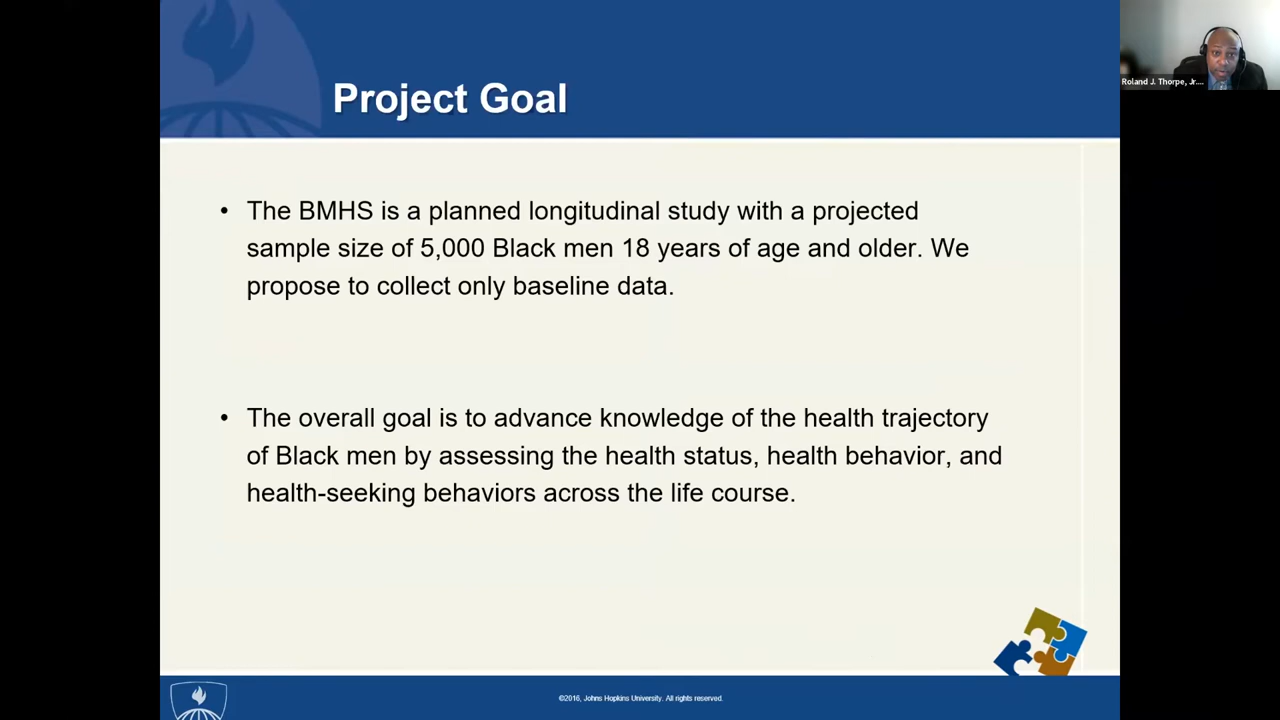 Project Goal
Roland J. Thorpe, Jr....
• The BMHS is a planned longitudinal study with a projected
sample size of 5,000 Black men 18 years of age and older. We
propose to collect only baseline data.
• The overall goal is to advance knowledge of the health trajectory
of Black men by assessing the health status, health behavior, and
health-seeking behaviors across the life course.
©2016, Johns Hopkins University. All rights reserved.